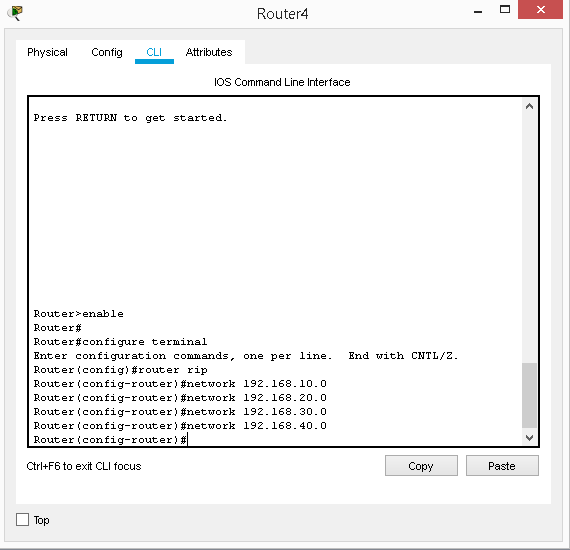 Router4
Physical Config CLI Attributes
IOS Command Line Interface
Press RETURN to get started.
Router>enable
Router#
Router#configure terminal
Enter configuration commands, one per line.  End with CNTL/Z.
Router(config)#router rip
Router(config-router)#network 192.168.10.0
Router(config-router)#network 192.168.20.0
Router(config-router)#network 192.168.30.0
Router(config-router)#network 192.168.40.0
Router(config-router)#
Ctrl+F6 to exit CLI focus Copy Paste
Top